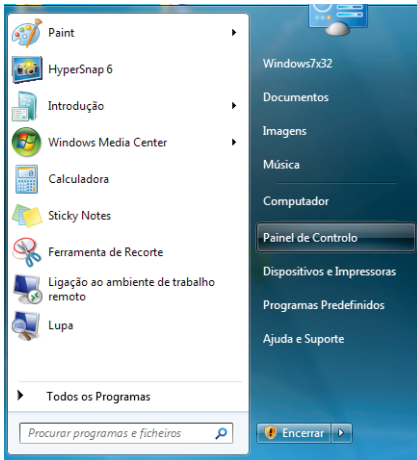 Paint
HyperSnap 6
Introdução
Windows Media Center
Calculadora
Sticky Notes
Ferramenta de Recorte
Ligação ao ambiente de trabalho
remoto
Lupa
Todos os Programas
Procurar programas e ficheiros
Windows7x32
Documentos
Imagens
Música
Computador
Painel de Controlo
Dispositivos e Impressoras
Programas Predefinidos
Ajuda e Suporte
Encerrar